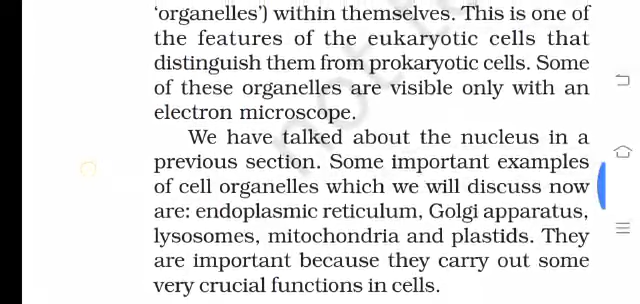 ‘organelles’) within themselves. This is one of
the features of the eukaryotic cells that
distinguish them from prokaryotic cells. Some
of these organelles are visible only with an
electron microscope.
We have talked about the nucleus in a
previous section. Some important examples
of cell organelles which we will discuss now
are: endoplasmic reticulum, Golgi apparatus,
lysosomes, mitochondria and plastids. They
are important because they carry out some
very crucial functions in cells.